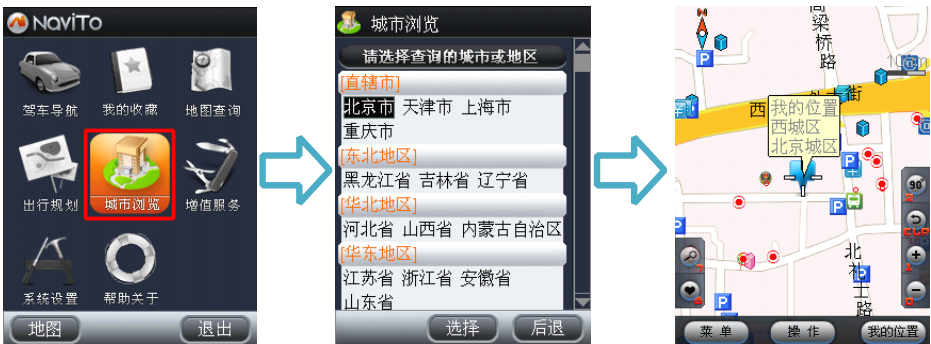 NaviTo
驾车导航 我的收藏 地图查询
出行规划 城市浏览 增值服务
系统设置 帮助关于
地图 退出
城市浏览
请选择查询的城市或地区
[直辖市]
北京市 天津市 上海市
重庆市
[东北地区]
黑龙江省 吉林省 辽宁省
[华北地区]
河北省 山西省 内蒙古自治区
[华东地区]
江苏省 浙江省 安徽省
山东省
选择 后退
高梁桥路
西
街
我的位置
西城区
北京城区
P
P
P
P
90°
北礼士路
菜单 操作 我的位置